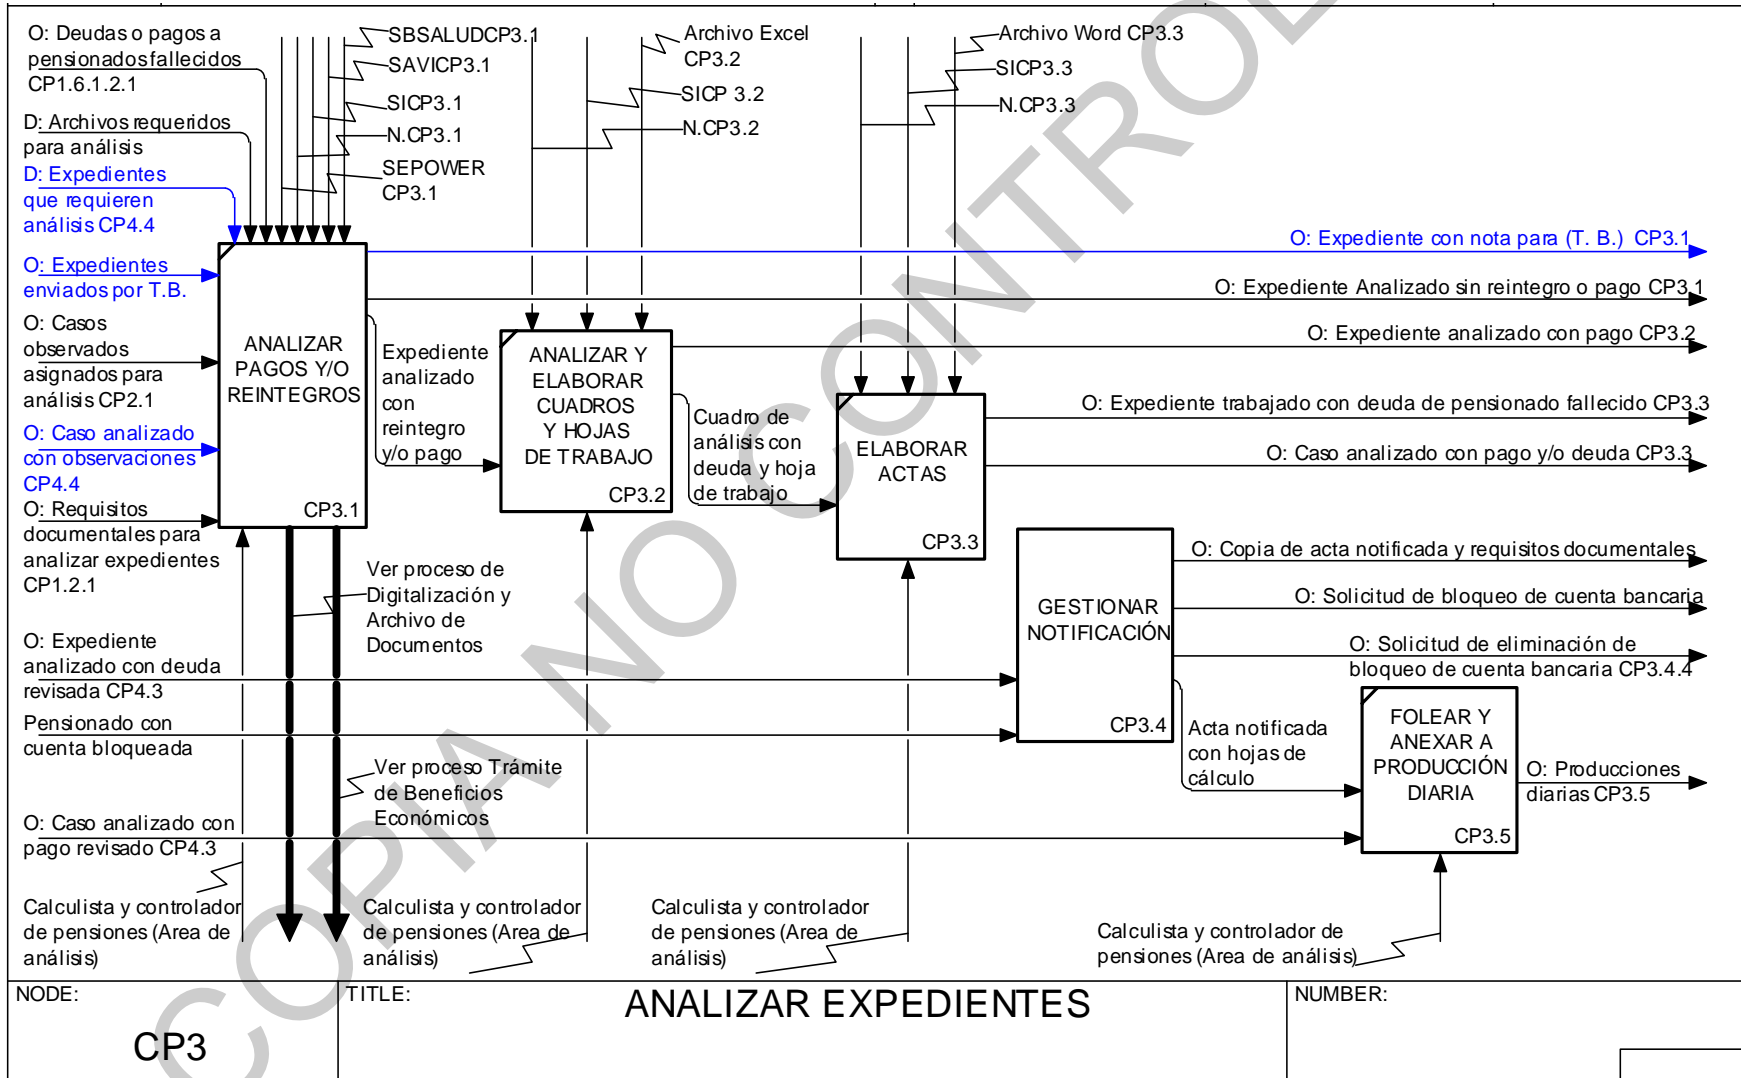 O: Deudas o pagos a
pensionados fallecidos
CP1.6.1.2.1
D: Archivos requeridos
para análisis
D: Expedientes
que requieren
análisis CP4.4
O: Expedientes
enviados por T.B.
O: Casos
observados
asignados para
análisis CP2.1
O: Caso analizado
con observaciones
CP4.4
O: Requisitos
documentales para
analizar expedientes
CP1.2.1
O: Expediente
analizado con deuda
revisada CP4.3
Pensionado con
cuenta bloqueada
O: Caso analizado con
pago revisado CP4.3
Calculista y controlador
de pensiones (Area de
análisis)
SBSALUDCP3.1
SAVICP3.1
SICP3.1
N.CP3.1
SEPOWER
CP3.1
Archivo Excel
CP3.2
SICP 3.2
N.CP3.2
Archivo Word CP3.3
SICP3.3
N.CP3.3
ANALIZAR
PAGOS Y/O
REINTEGROS
CP3.1
Expediente
analizado
con
reintegro
y/o pago
ANALIZAR Y
ELABORAR
CUADROS
Y HOJAS
DE TRABAJO
CP3.2
Cuadro de
análisis con
deuda y hoja
de trabajo
ELABORAR
ACTAS
CP3.3
GESTIONAR
NOTIFICACIÓN
CP3.4
Acta notificada
con hojas de
cálculo
FOLEAR Y
ANEXAR A
PRODUCCIÓN
DIARIA
CP3.5
O: Expediente con nota para (T. B.) CP3.1
O: Expediente Analizado sin reintegro o pago CP3.1
O: Expediente analizado con pago CP3.2
O: Expediente trabajado con deuda de pensionado fallecido CP3.3
O: Caso analizado con pago y/o deuda CP3.3
O: Copia de acta notificada y requisitos documentales
O: Solicitud de bloqueo de cuenta bancaria
O: Solicitud de eliminación de
bloqueo de cuenta bancaria CP3.4.4
O: Producciones
diarias CP3.5
Ver proceso de
Digitalización y
Archivo de
Documentos
Ver proceso Trámite
de Beneficios
Económicos
Calculista y controlador
de pensiones (Area de
análisis)
Calculista y controlador
de pensiones (Area de
análisis)
Calculista y controlador de
pensiones (Area de análisis)
NODE:
CP3
TITLE:
ANALIZAR EXPEDIENTES
NUMBER:
COPIA NO CONTROL